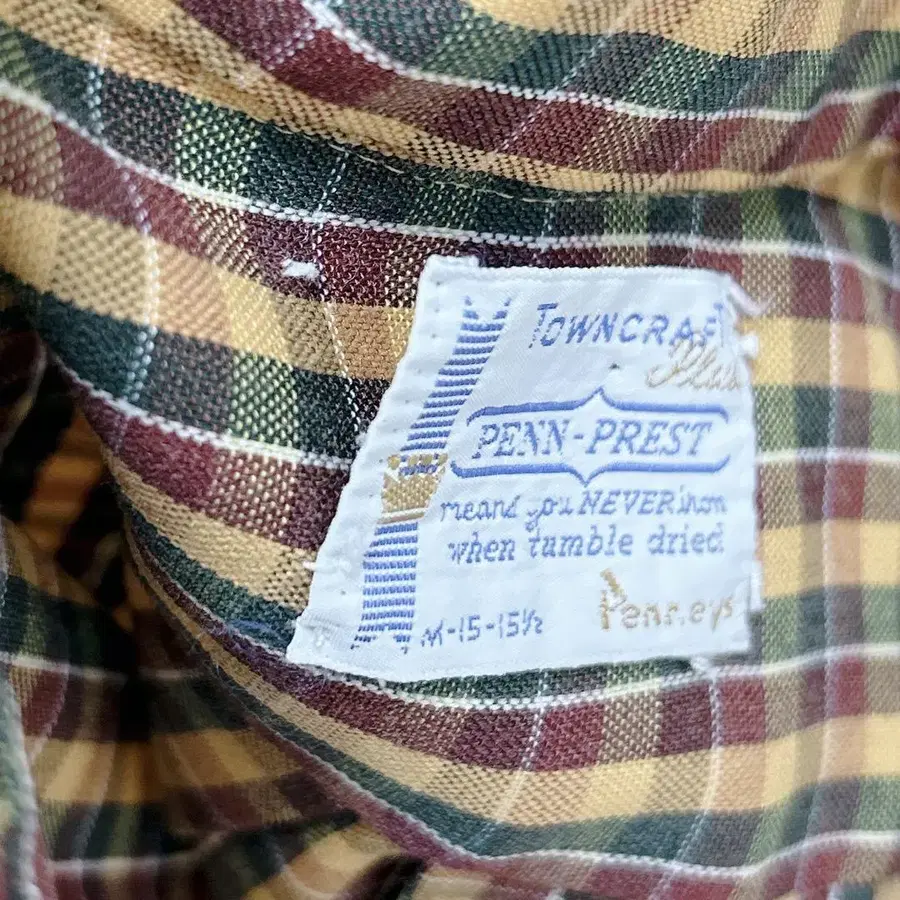 TOWNCRAFT
Plus
PENN-PREST
means you NEVER iron
when tumble dried
Penneys
M-15-15½